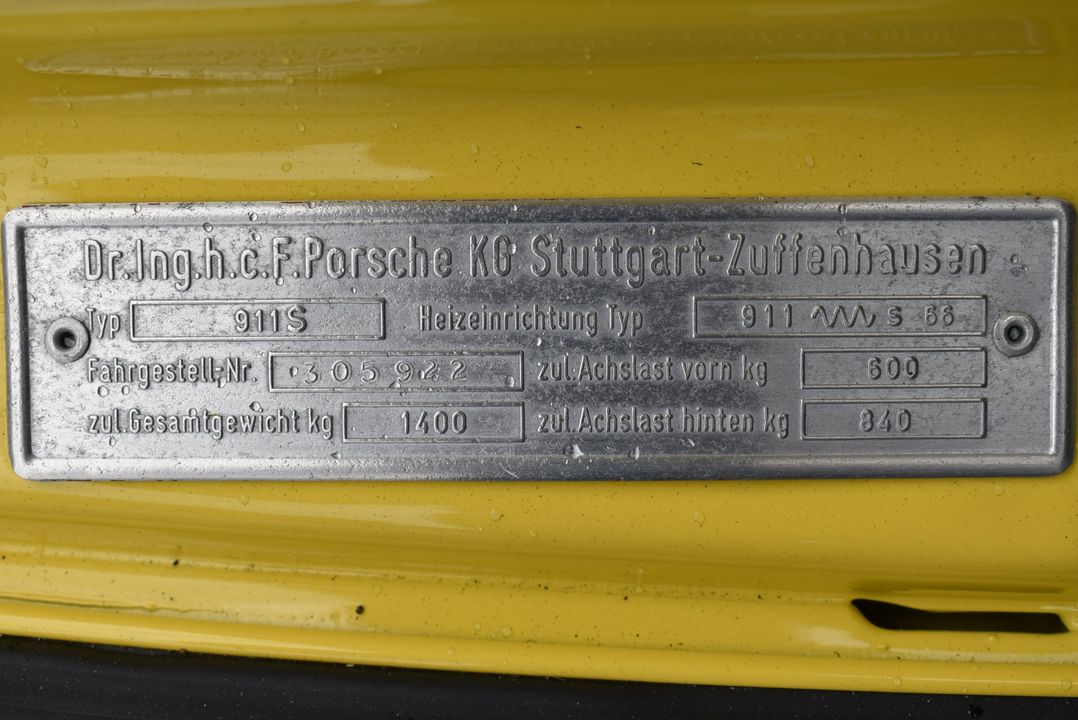 Dr.Ing.h.c.F.Porsche KG Stuttgart-Zuffenhausen
Typ 911S Heizeinrichtung Typ 911 S 66
Fahrgestell-Nr. 305922 zul.Achslast vorn kg 600
zul.Gesamtgewicht kg 1400 zul.Achslast hinten kg 840